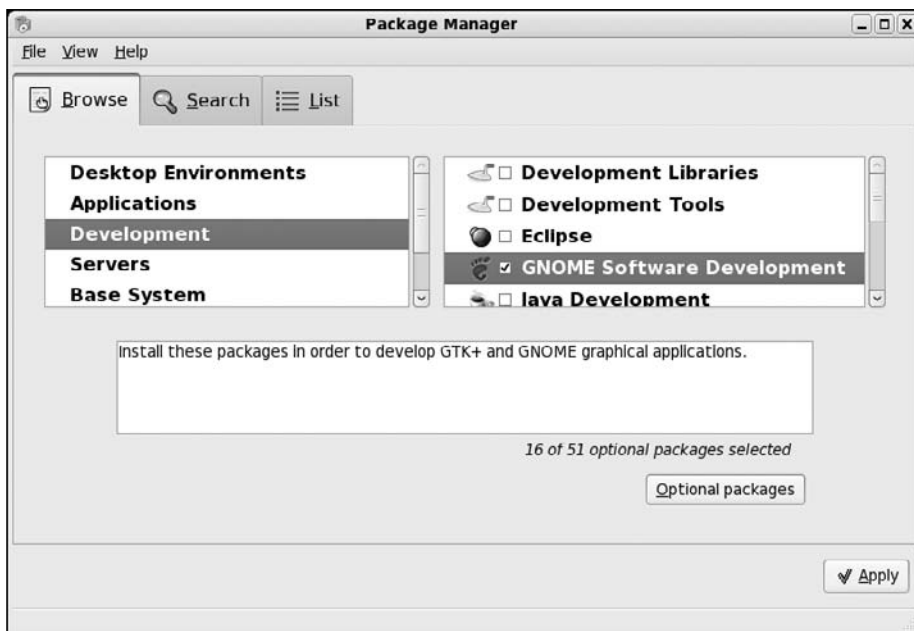 Package Manager
File View Help
Browse Search List
Desktop Environments
Applications
Development
Servers
Base System
Development Libraries
Development Tools
Eclipse
GNOME Software Development
Java Development
Install these packages in order to develop GTK+ and GNOME graphical applications.
16 of 51 optional packages selected
Optional packages
Apply